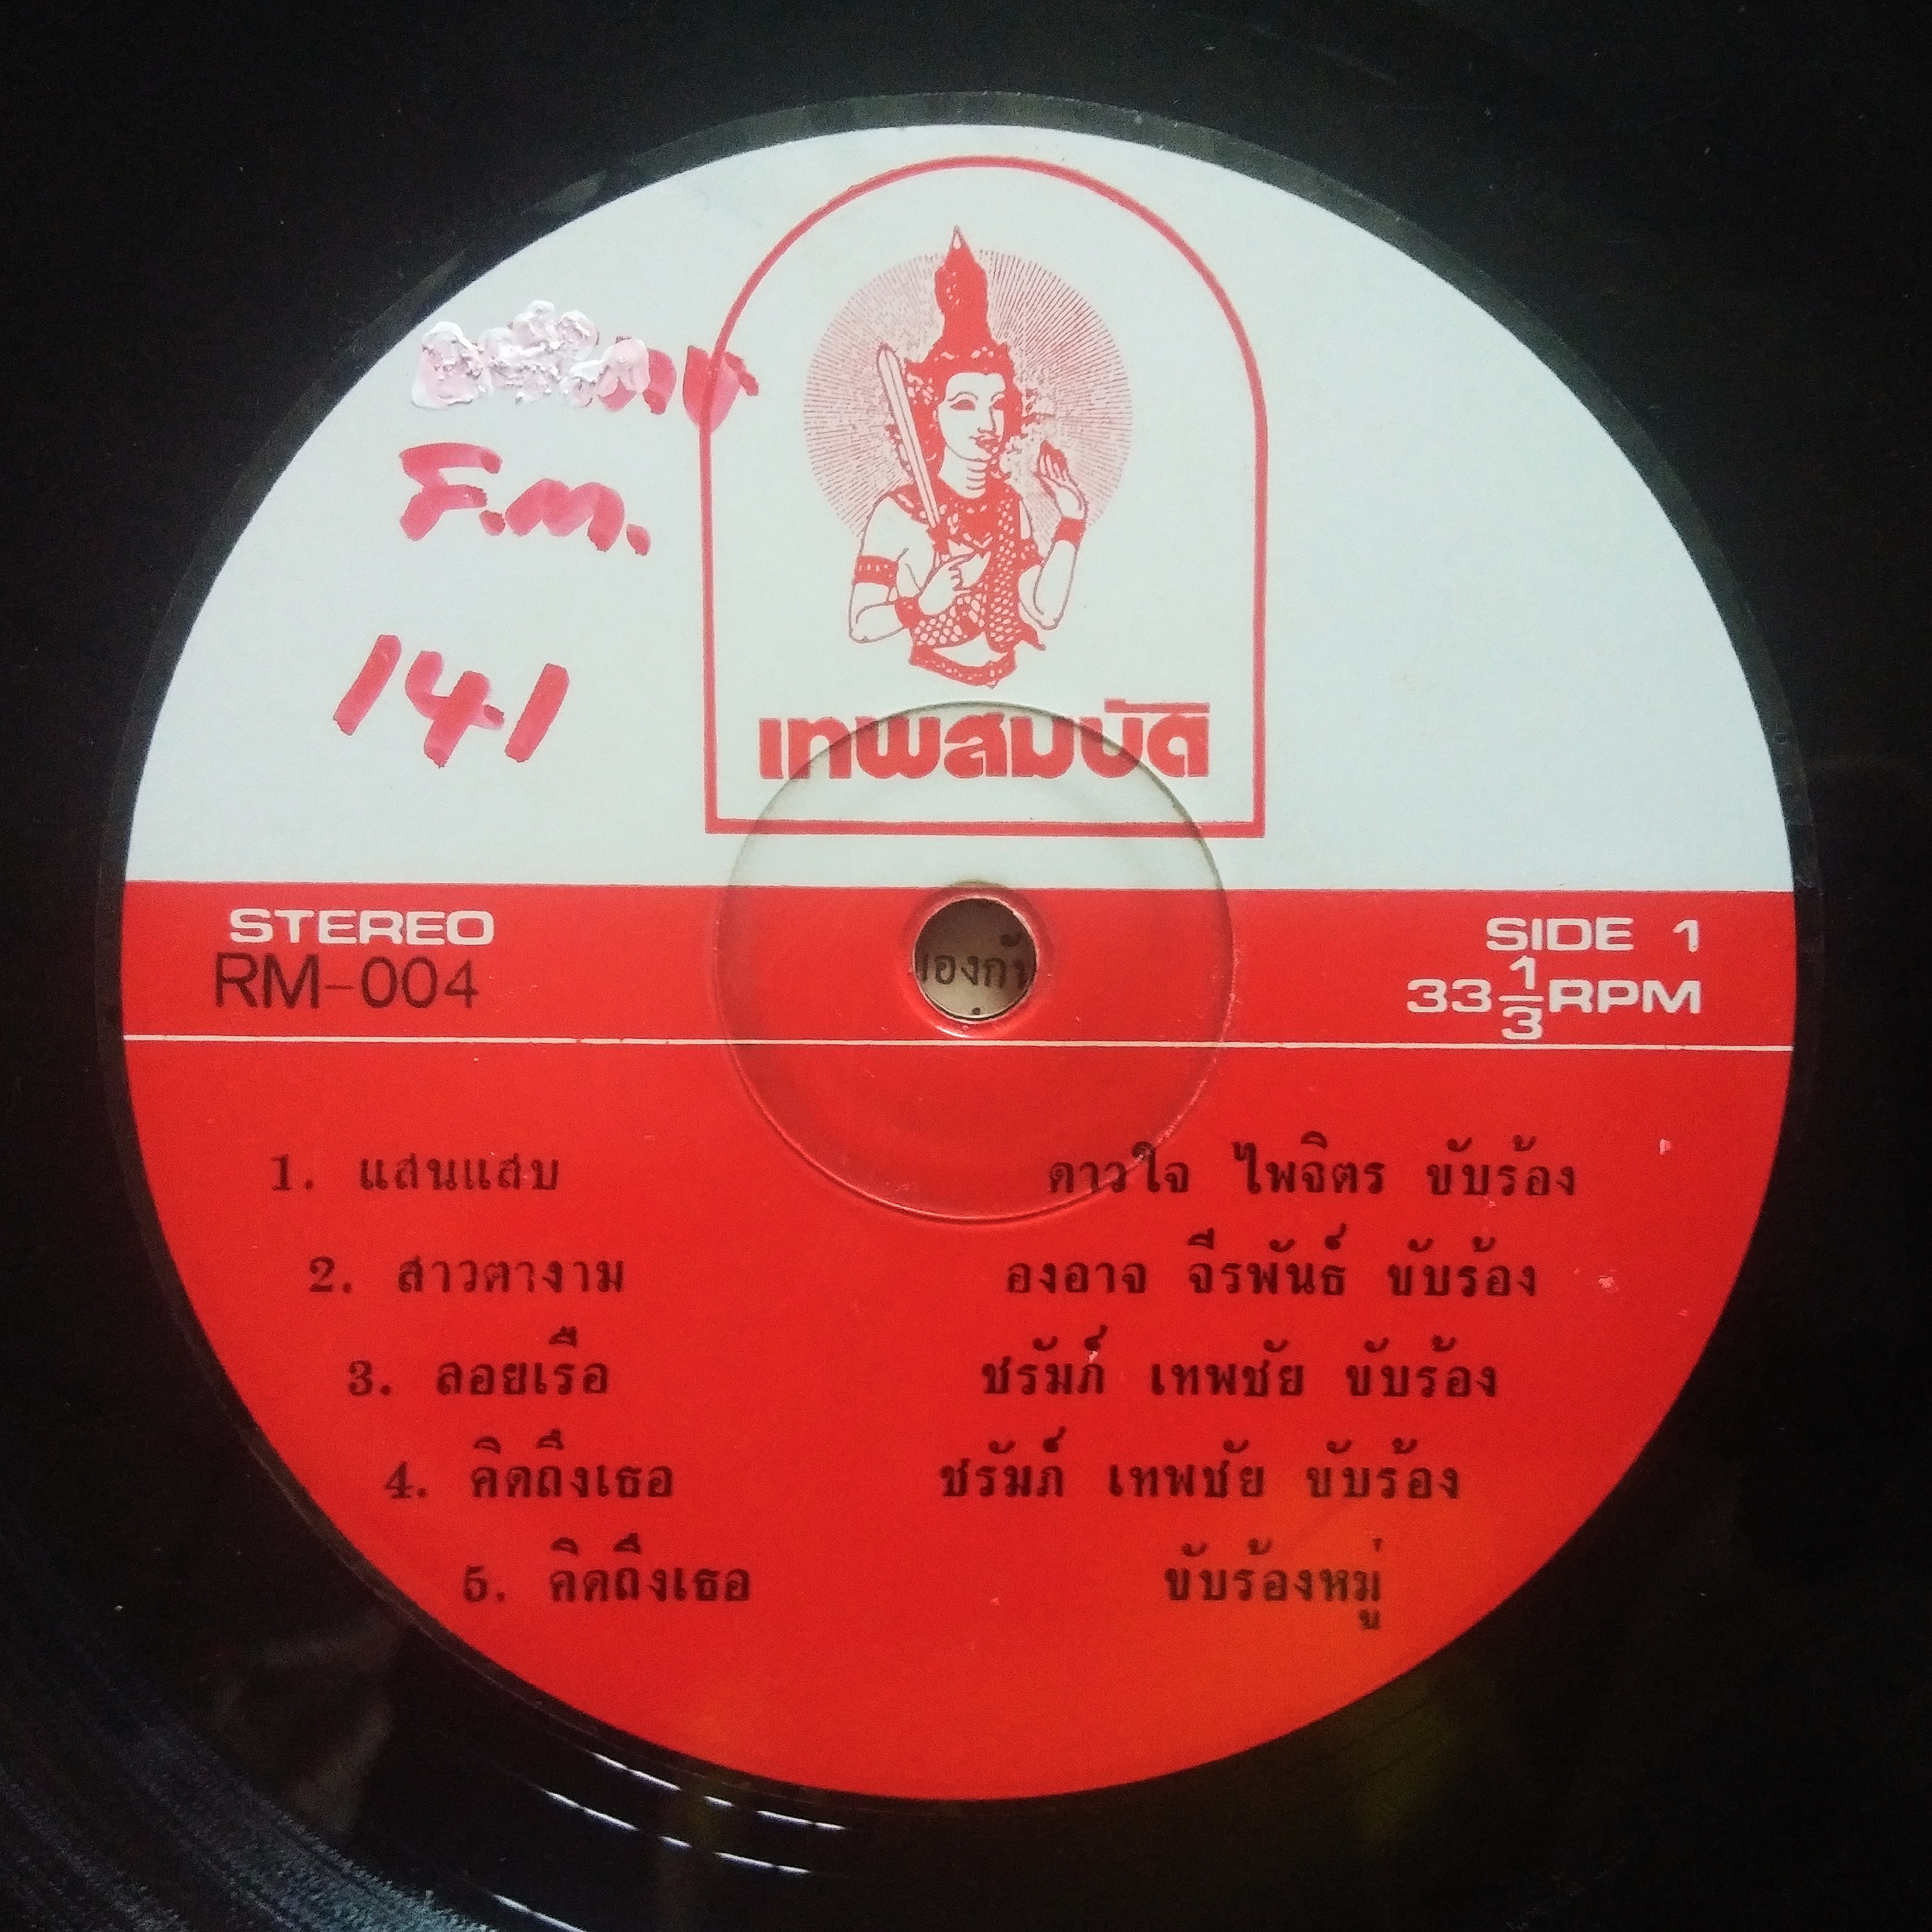 F.M.
141
เทพสมบัติ
STEREO
RM-004
SIDE 1
33 1/3 RPM
องกั
1. แสนแสบ ดาวใจ ไพจิตร ขับร้อง
2. สาวตางาม องอาจ จีรพันธ์ ขับร้อง
3. ลอยเรือ ชรัมภ์ เทพชัย ขับร้อง
4. คิดถึงเธอ ชรัมภ์ เทพชัย ขับร้อง
5. คิดถึงเธอ ขับร้องหมู่